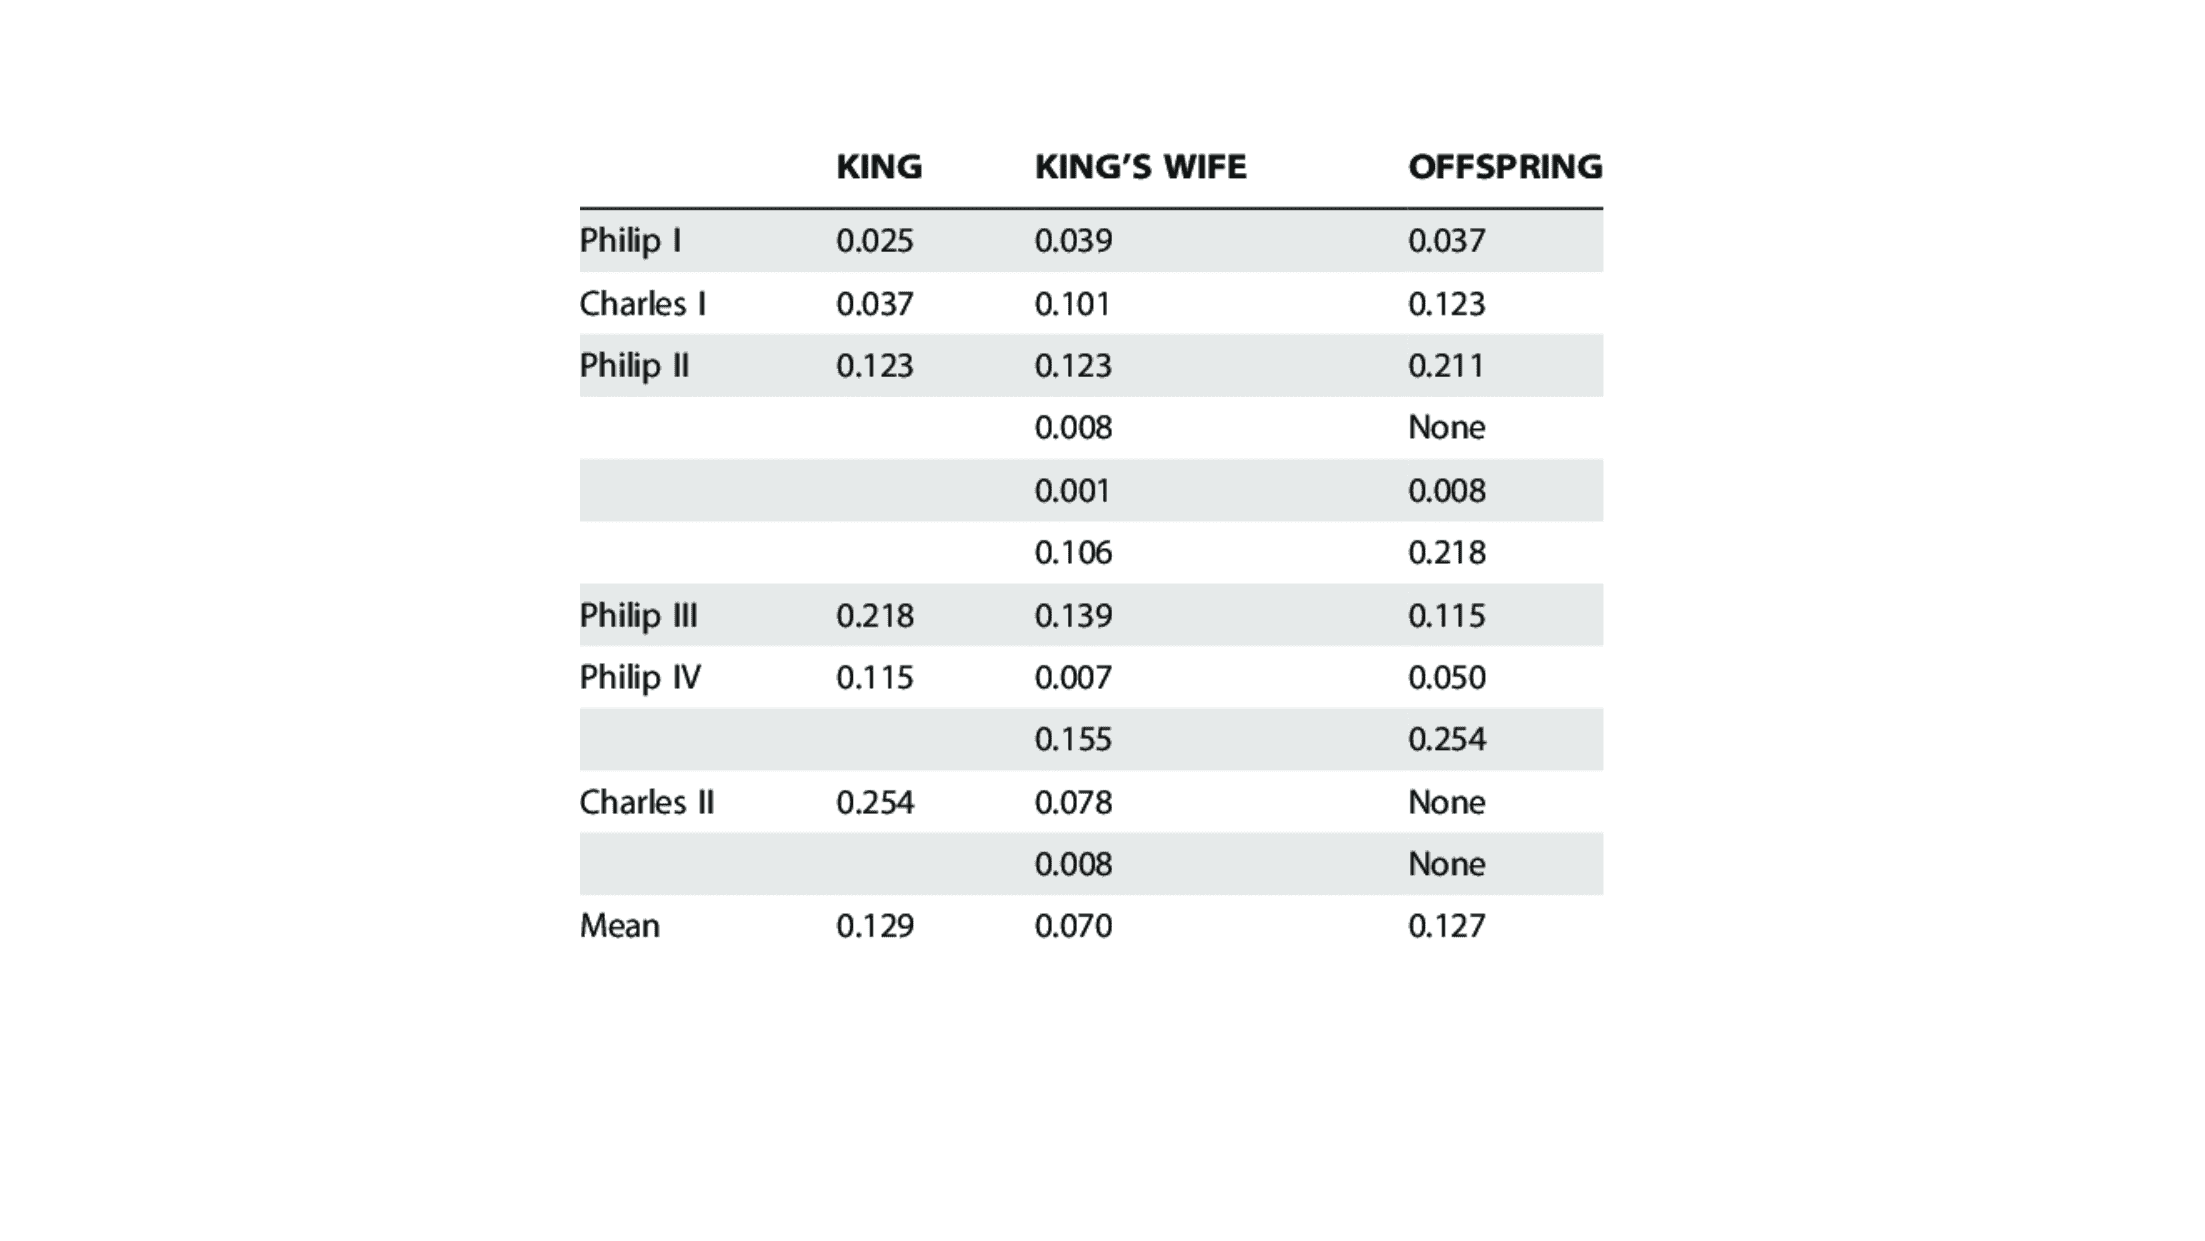 KING KING'S WIFE OFFSPRING
Philip I 0.025 0.039 0.037
Charles I 0.037 0.101 0.123
Philip II 0.123 0.123 0.211
0.008 None
0.001 0.008
0.106 0.218
Philip III 0.218 0.139 0.115
Philip IV 0.115 0.007 0.050
0.155 0.254
Charles II 0.254 0.078 None
0.008 None
Mean 0.129 0.070 0.127